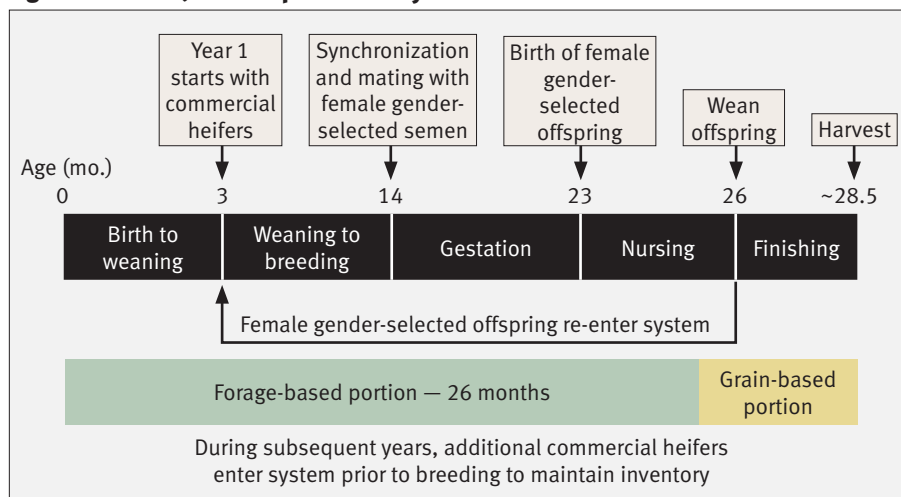 Year 1
starts with
commercial
heifers
Synchronization
and mating with
female gender-
selected semen
Birth of female
gender-
selected
offspring
Wean
offspring
Harvest
Age (mo.)
0 3 14 23 26 ~28.5
Birth to
weaning
Weaning to
breeding
Gestation
Nursing
Finishing
Female gender-selected offspring re-enter system
Forage-based portion — 26 months
Grain-based
portion
During subsequent years, additional commercial heifers
enter system prior to breeding to maintain inventory